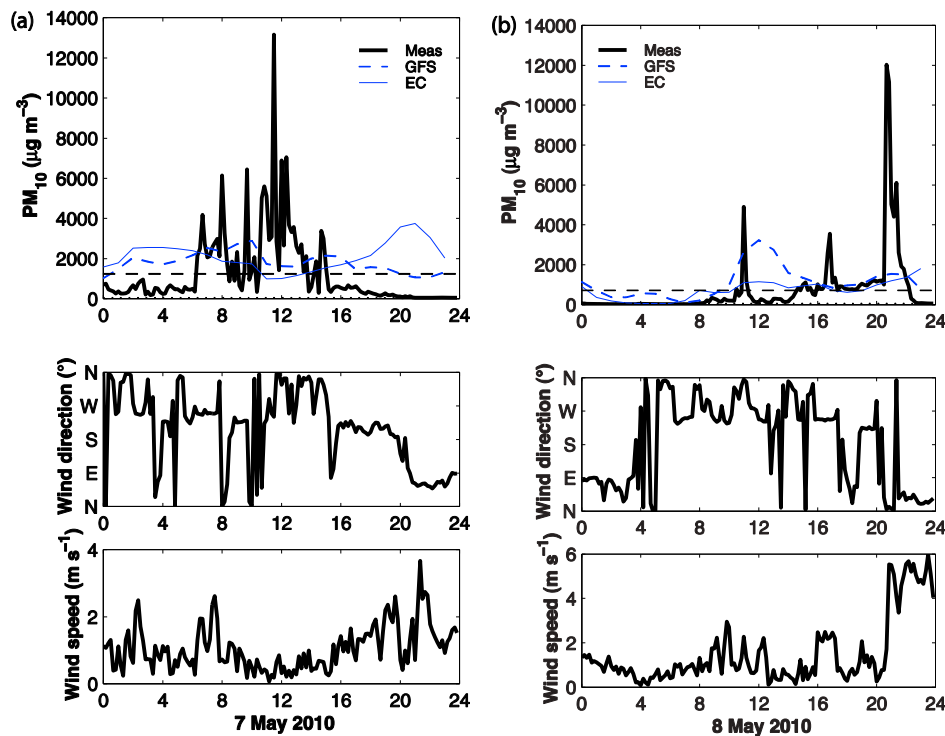 (a)
14000
12000
10000
8000
6000
4000
2000
0
PM10 (μg m−3)
Meas
GFS
EC
0 4 8 12 16 20 24
N
W
S
E
N
Wind direction (°)
0 4 8 12 16 20 24
4
2
0
Wind speed (m s−1)
0 4 8 12 16 20 24
7 May 2010
(b)
14000
12000
10000
8000
6000
4000
2000
0
PM10 (μg m−3)
Meas
GFS
EC
0 4 8 12 16 20 24
N
W
S
E
N
Wind direction (°)
0 4 8 12 16 20 24
6
4
2
0
Wind speed (m s−1)
0 4 8 12 16 20 24
8 May 2010